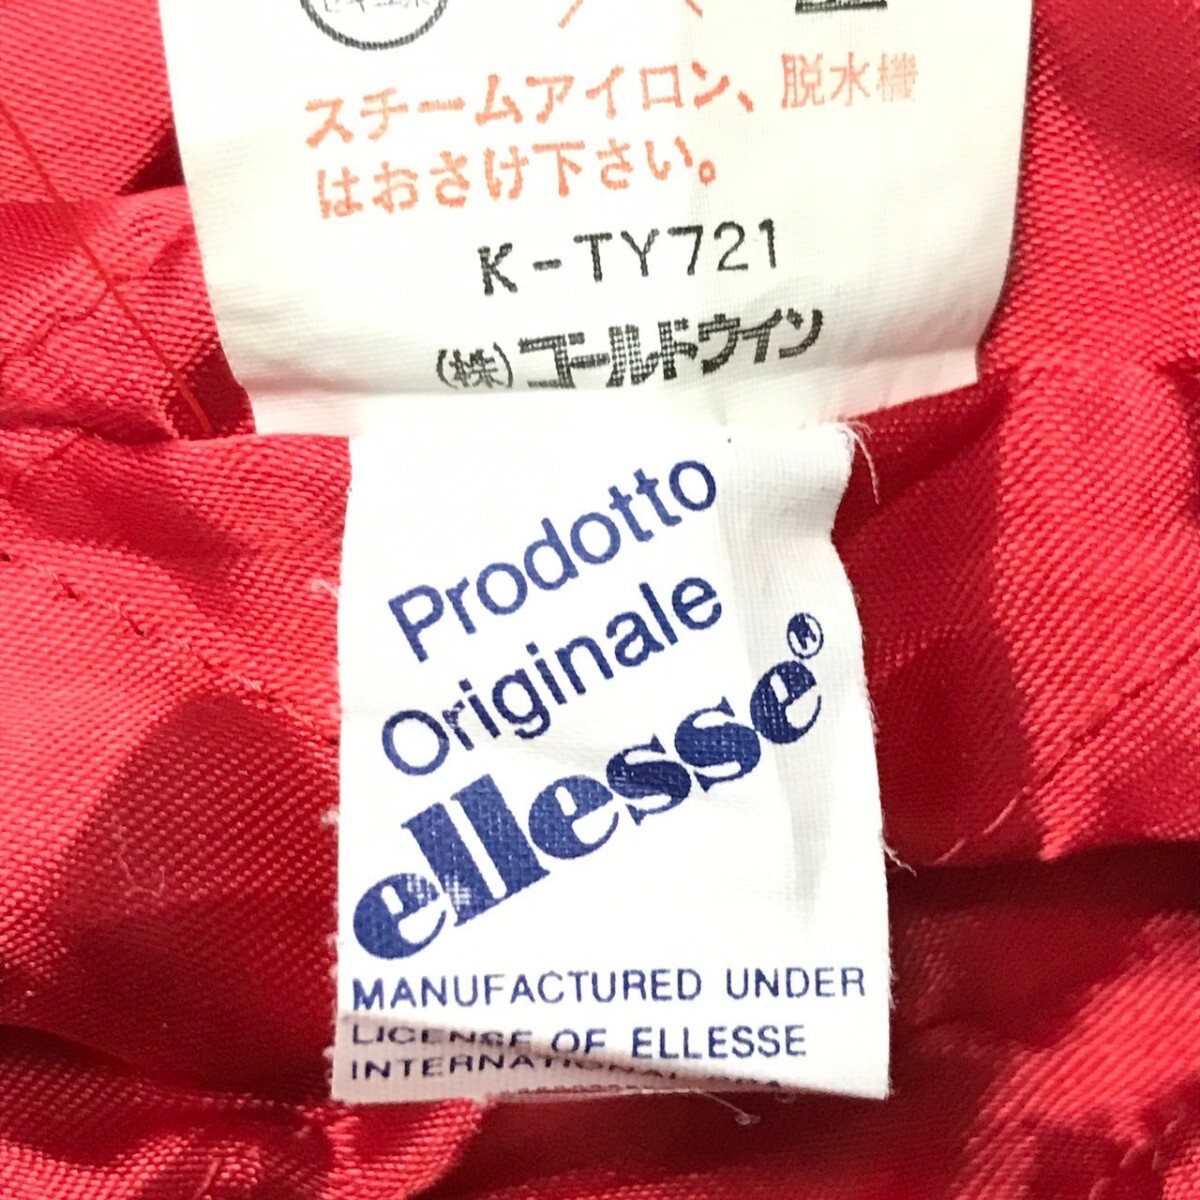 スチームアイロン、脱水機
はおさけ下さい。
K-TY721
(株)ゴールドウイン
Prodotto
Originale
ellesse®
MANUFACTURED UNDER
LICENSE OF ELLESSE
INTERNATIONAL